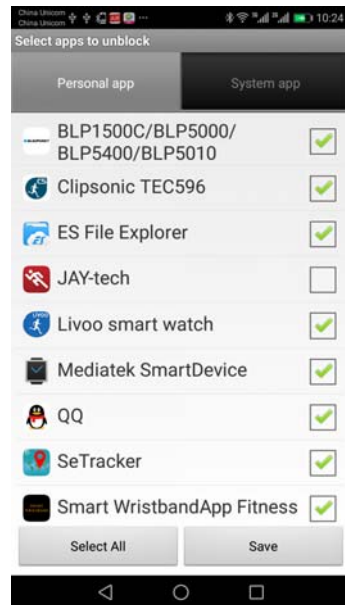 China Unicom
China Unicom
10:24
Select apps to unblock
Personal app
System app
BLP1500C/BLP5000/
BLP5400/BLP5010
Clipsonic TEC596
ES File Explorer
JAY-tech
Livoo smart watch
Mediatek SmartDevice
QQ
SeTracker
Smart WristbandApp Fitness
Select All
Save